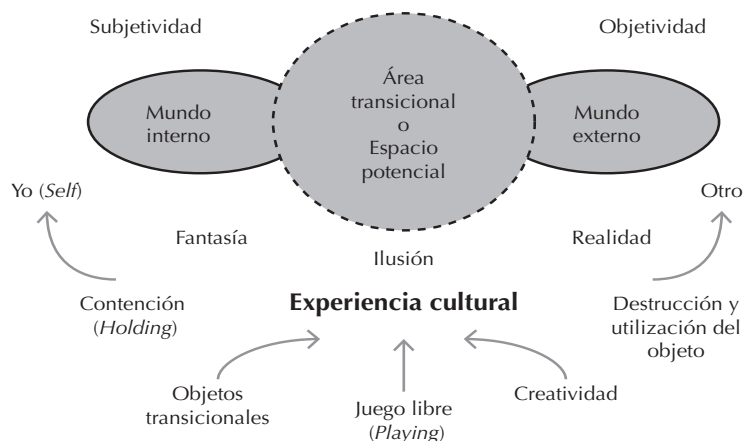 Subjetividad
Objetividad
Área
transicional
o
Espacio
potencial
Mundo
interno
Mundo
externo
Yo (Self)
Otro
Fantasía
Realidad
Ilusión
Contención
(Holding)
Experiencia cultural
Destrucción y
utilización del
objeto
Objetos
transicionales
Juego libre
(Playing)
Creatividad